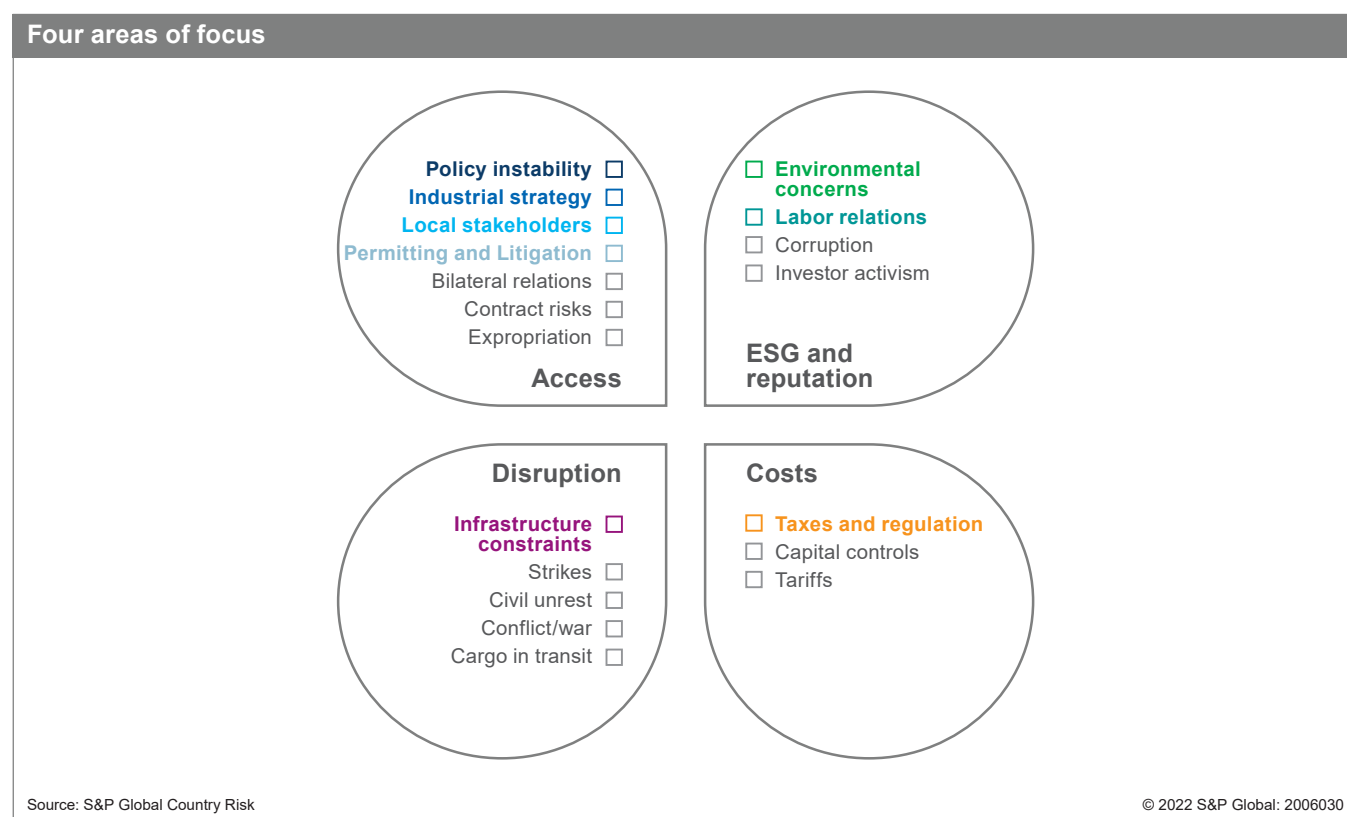 Four areas of focus
Policy instability
Industrial strategy
Local stakeholders
Permitting and Litigation
Bilateral relations
Contract risks
Expropriation
Access
Environmental
concerns
Labor relations
Corruption
Investor activism
ESG and
reputation
Disruption
Infrastructure
constraints
Strikes
Civil unrest
Conflict/war
Cargo in transit
Costs
Taxes and regulation
Capital controls
Tariffs
Source: S&P Global Country Risk
© 2022 S&P Global: 2006030